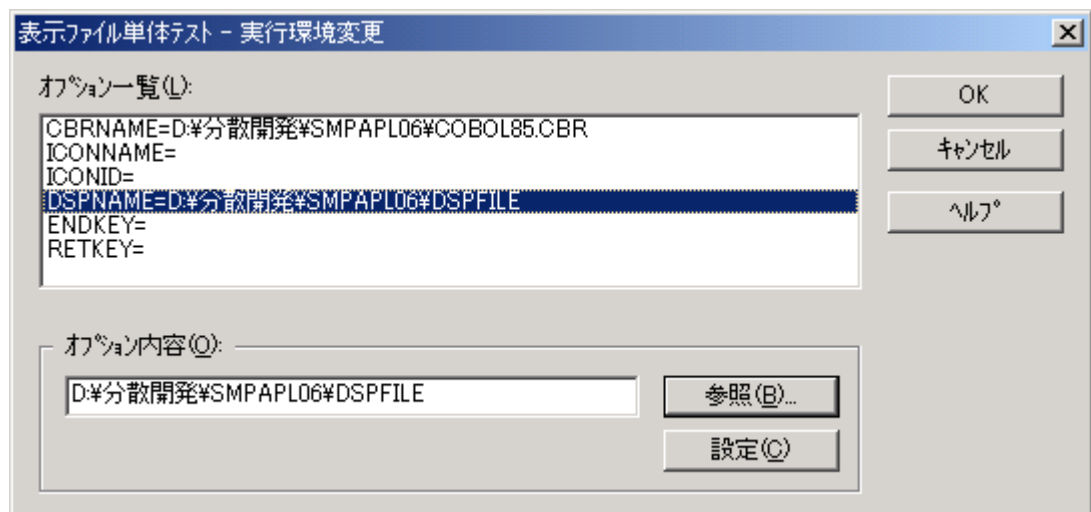 表示ファイル単体テスト - 実行環境変更
オプション一覧(L):
CBRNAME=D:¥分散開発¥SMPAPL06¥COBOL85.CBR
ICONNAME=
ICONID=
DSPNAME=D:¥分散開発¥SMPAPL06¥DSPFILE
ENDKEY=
RETKEY=
OK
キャンセル
ヘルプ
オプション内容(O):
D:¥分散開発¥SMPAPL06¥DSPFILE
参照(B)...
設定(C)